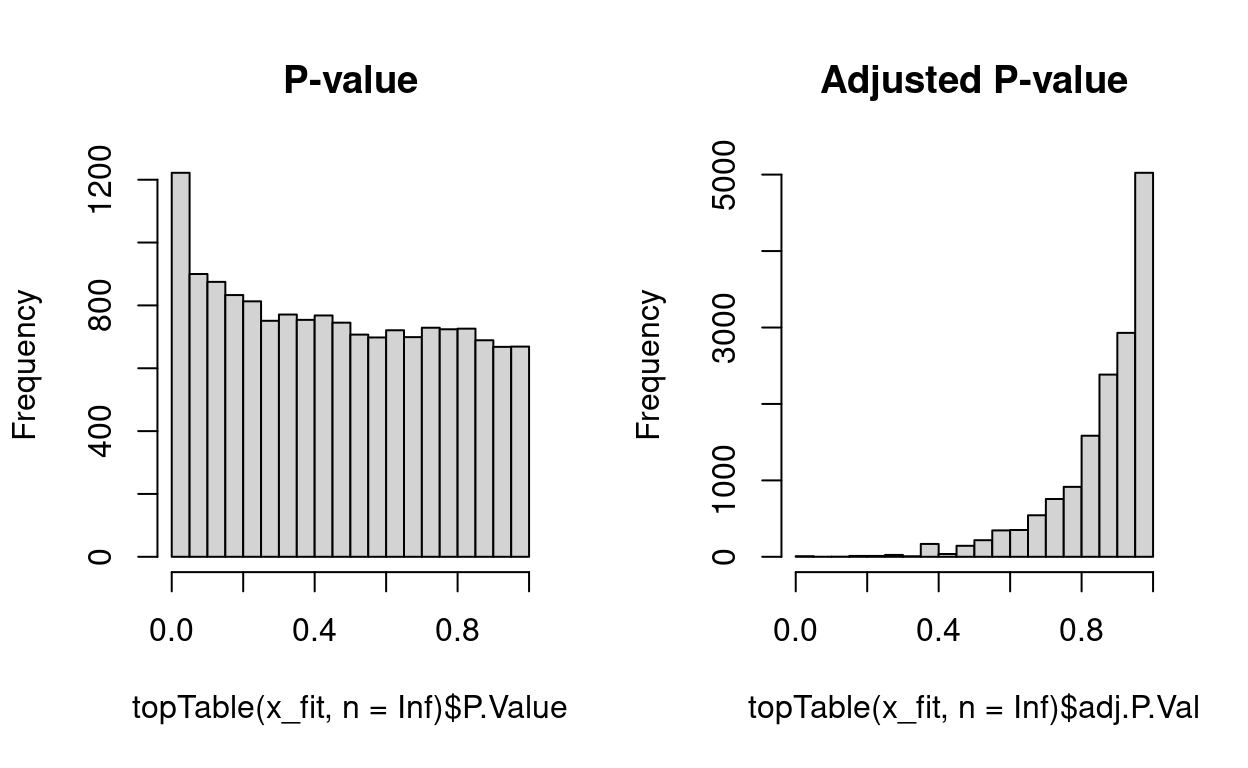 P-value
Frequency
0 400 800 1200
0.0 0.4 0.8
topTable(x_fit, n = Inf)$P.Value
Adjusted P-value
Frequency
0 1000 3000 5000
0.0 0.4 0.8
topTable(x_fit, n = Inf)$adj.P.Val